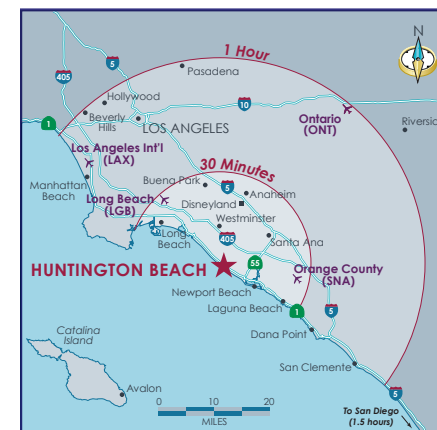 1 Hour
N
5
405
Pasadena
Hollywood
10
Beverly
Hills
LOS ANGELES
Ontario
(ONT)
1
Riversid
Los Angeles Int'l
(LAX)
30 Minutes
Manhattan
Beach
Buena Park
5
Anaheim
Long Beach
(LGB)
Disneyland
Westminster
Long
Beach
405
Santa Ana
HUNTINGTON BEACH
55
Orange County
(SNA)
Newport Beach
Laguna Beach
1
5
Dana Point
Catalina
Island
San Clemente
Avalon
5
0 10 20
MILES
To San Diego
(1.5 hours)